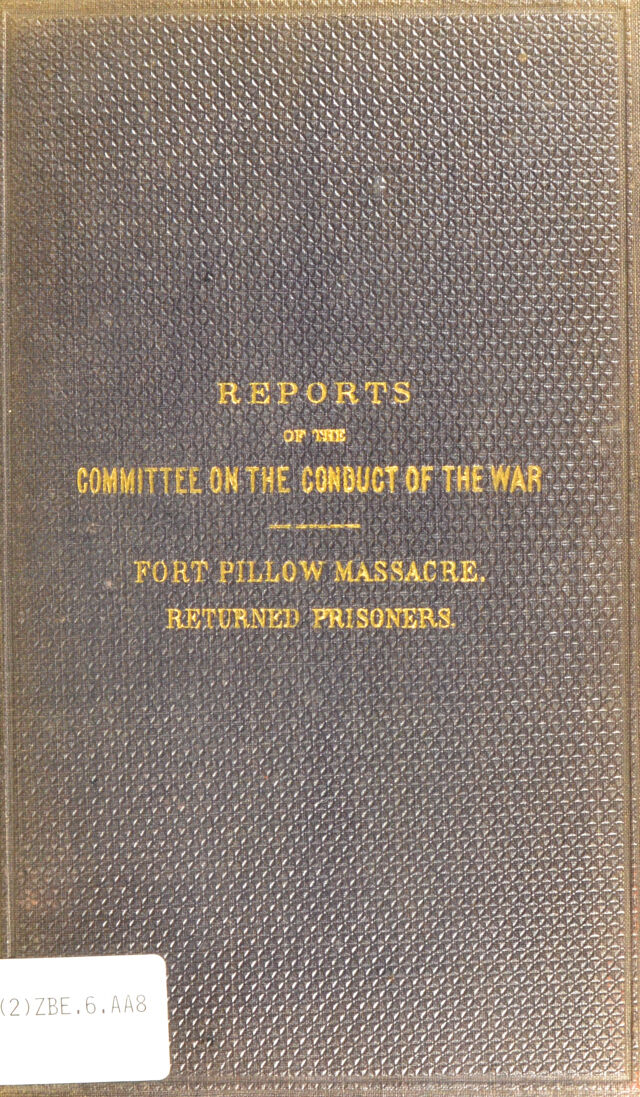 REPORTS
OF THE
COMMITTEE ON THE CONDUCT OF THE WAR
FORT PILLOW MASSACRE.
RETURNED PRISONERS.
(2)ZBE.6.AA8